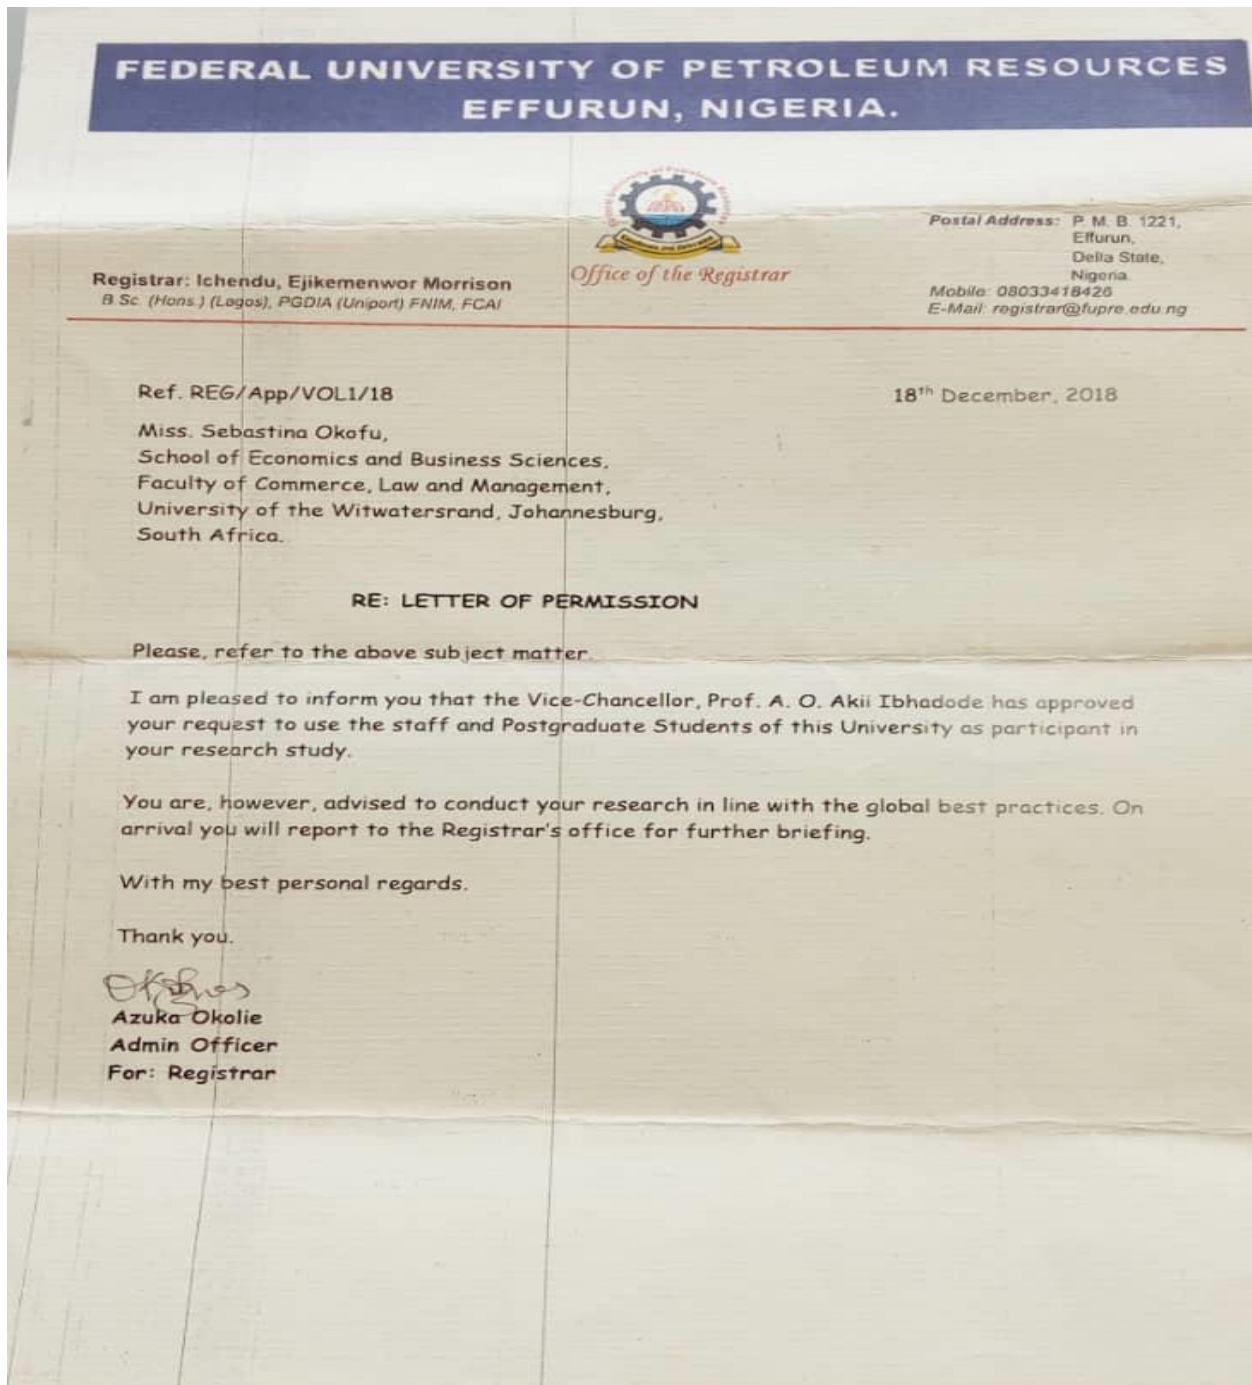 FEDERAL UNIVERSITY OF PETROLEUM RESOURCES
EFFURUN, NIGERIA.
Office of the Registrar
Registrar: Ichendu, Ejikemenwor Morrison
B.Sc. (Hons.) (Lagos), PGDIA (Uniport) FNIM, FCAI
Postal Address: P. M. B. 1221,
Effurun,
Delta State,
Nigeria.
Mobile: 08033418426
E-Mail: registrar@fupre.edu.ng
Ref. REG/App/VOL1/18
18th December, 2018
Miss. Sebastina Okofu,
School of Economics and Business Sciences,
Faculty of Commerce, Law and Management,
University of the Witwatersrand, Johannesburg,
South Africa.
RE: LETTER OF PERMISSION
Please, refer to the above subject matter.
I am pleased to inform you that the Vice-Chancellor, Prof. A. O. Akii Ibhadode has approved
your request to use the staff and Postgraduate Students of this University as participant in
your research study.
You are, however, advised to conduct your research in line with the global best practices. On
arrival you will report to the Registrar's office for further briefing.
With my best personal regards.
Thank you.
Azuka Okolie
Admin Officer
For: Registrar